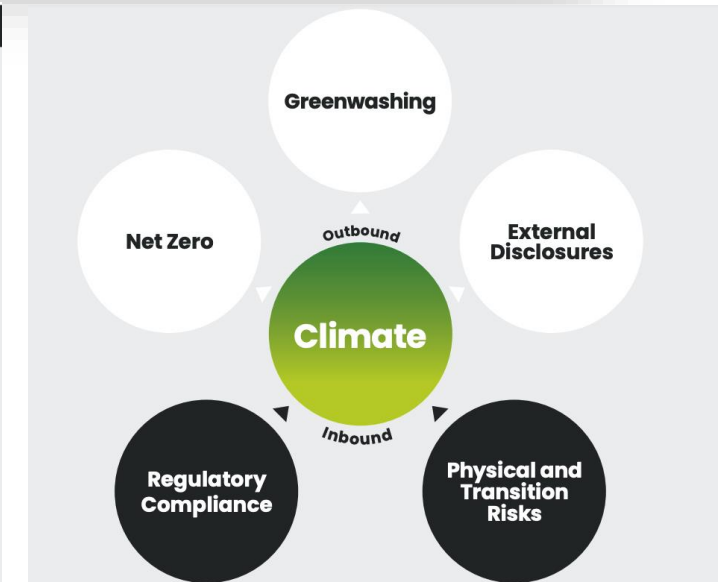 Greenwashing
Net Zero
External
Disclosures
Outbound
Climate
Inbound
Regulatory
Compliance
Physical and
Transition
Risks